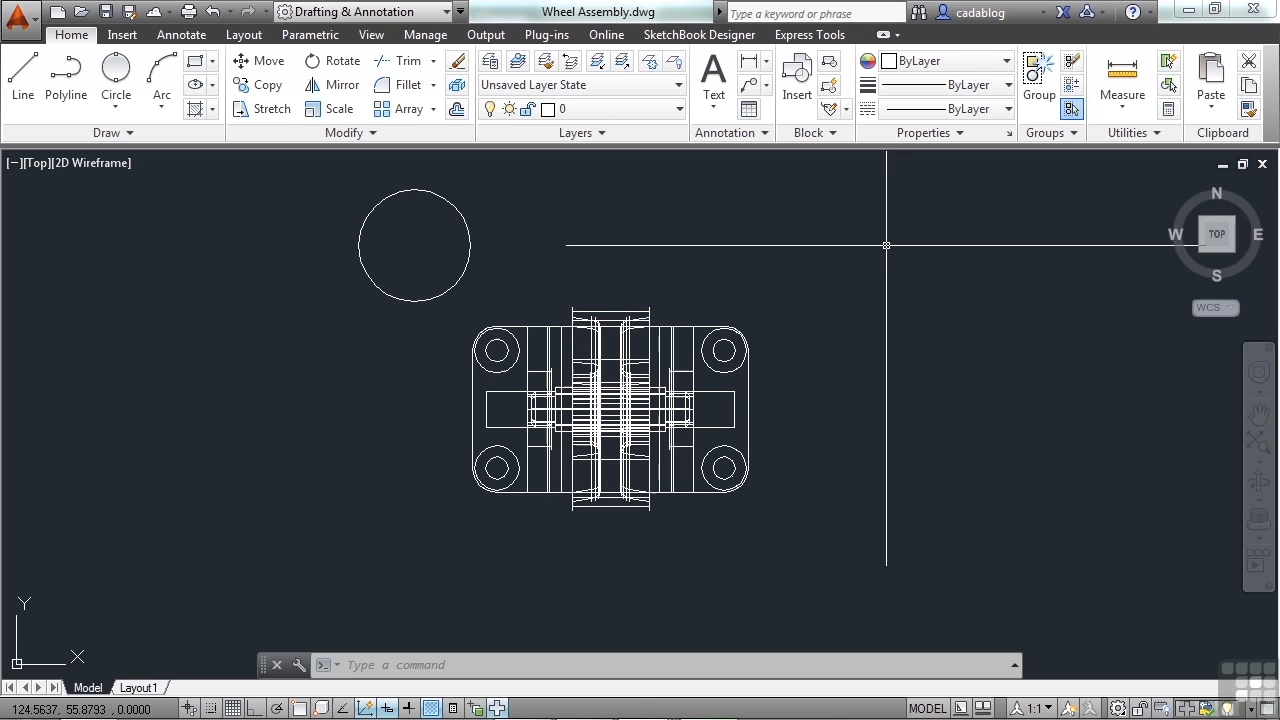 Drafting & Annotation
Wheel Assembly.dwg
Type a keyword or phrase
cadablog
Home Insert Annotate Layout Parametric View Manage Output Plug-ins Online SketchBook Designer Express Tools
Line
Polyline
Circle
Arc
Draw
Move Rotate Trim
Copy Mirror Fillet
Stretch Scale Array
Modify
Unsaved Layer State
0
Layers
A
Text
Annotation
Insert
Block
ByLayer
ByLayer
ByLayer
Properties
Group
Groups
Measure
Utilities
Paste
Clipboard
[−][Top][2D Wireframe]
N
W TOP E
S
WCS
Y
X
Type a command
Model Layout1
124.5637, 55.8793, 0.0000
MODEL
1:1